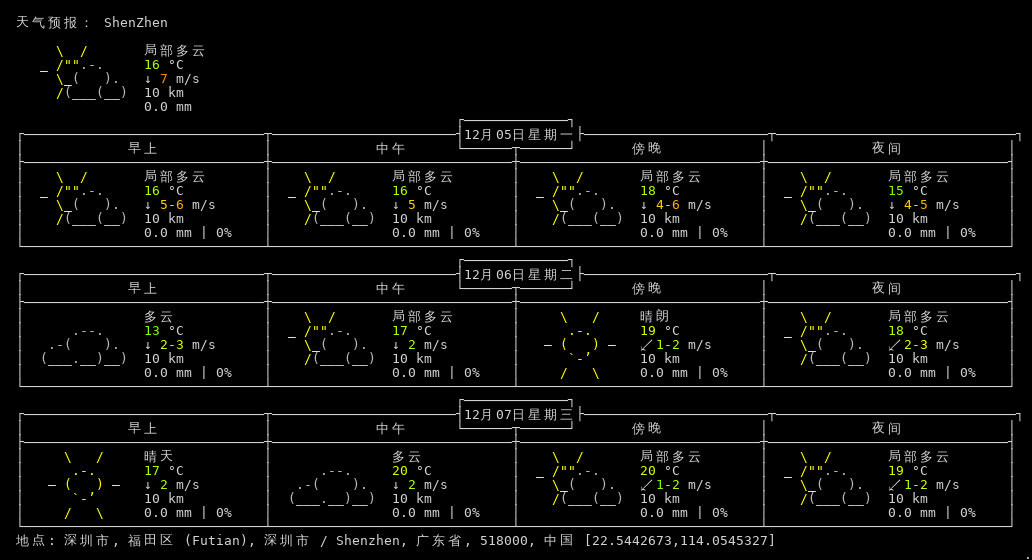 天气预报： ShenZhen
局部多云
16 °C
↓ 7 m/s
10 km
0.0 mm
12月05日星期一
早上 中午 傍晚 夜间
局部多云 局部多云 局部多云 局部多云
16 °C 16 °C 18 °C 15 °C
↓ 5-6 m/s ↓ 5 m/s ↓ 4-6 m/s ↓ 4-5 m/s
10 km 10 km 10 km 10 km
0.0 mm | 0% 0.0 mm | 0% 0.0 mm | 0% 0.0 mm | 0%
12月06日星期二
早上 中午 傍晚 夜间
多云 局部多云 晴朗 局部多云
13 °C 17 °C 19 °C 18 °C
↓ 2-3 m/s ↓ 2 m/s ↙ 1-2 m/s ↙ 2-3 m/s
10 km 10 km 10 km 10 km
0.0 mm | 0% 0.0 mm | 0% 0.0 mm | 0% 0.0 mm | 0%
12月07日星期三
早上 中午 傍晚 夜间
晴天 多云 局部多云 局部多云
17 °C 20 °C 20 °C 19 °C
↓ 2 m/s ↓ 2 m/s ↙ 1-2 m/s ↙ 1-2 m/s
10 km 10 km 10 km 10 km
0.0 mm | 0% 0.0 mm | 0% 0.0 mm | 0% 0.0 mm | 0%
地点: 深圳市, 福田区 (Futian), 深圳市 / Shenzhen, 广东省, 518000, 中国 [22.5442673,114.0545327]